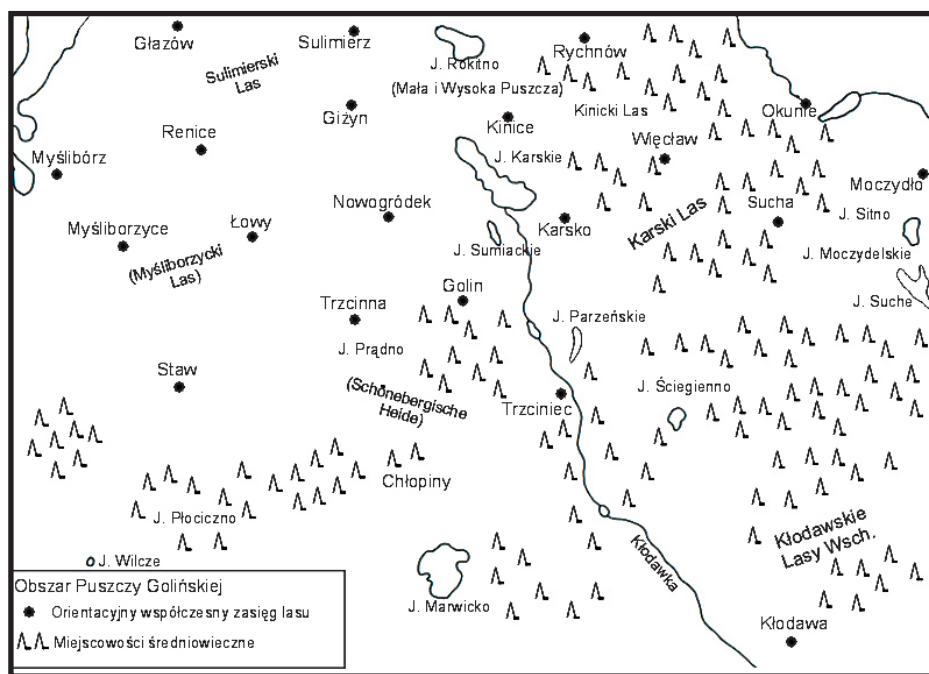 Głazów
Sulimierz
Rychnów
J. Rokitno
Sulimierski
Las
(Mała i Wysoka Puszcza)
Kinicki Las
Giżyn
Kinice
Okunie
Renice
Więcław
Myślibórz
J. Karskie
Moczydło
Nowogródek
Karsko
Karski Las
Sucha
J. Sitno
Myśliborzyce
Łowy
J. Sumiackie
J. Moczydelskie
(Myśliborzycki
Las)
Golin
J. Suche
Trzcinna
J. Parzeńskie
J. Prądno
Staw
(Schönebergische
Heide)
Trzciniec
J. Ściegienno
Chłopiny
J. Płociczno
Kłodawskie
Lasy Wsch.
J. Wilcze
Kłodawka
Obszar Puszczy Golińskiej
Orientacyjny współczesny zasięg lasu
J. Marwicko
Miejscowości średniowieczne
Kłodawa